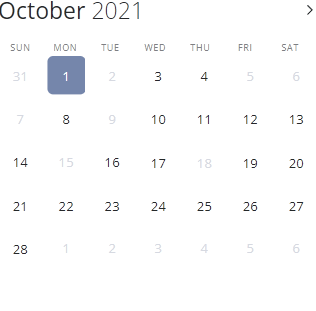 October 2021 >
SUN MON TUE WED THU FRI SAT
31 1 2 3 4 5 6
7 8 9 10 11 12 13
14 15 16 17 18 19 20
21 22 23 24 25 26 27
28 1 2 3 4 5 6